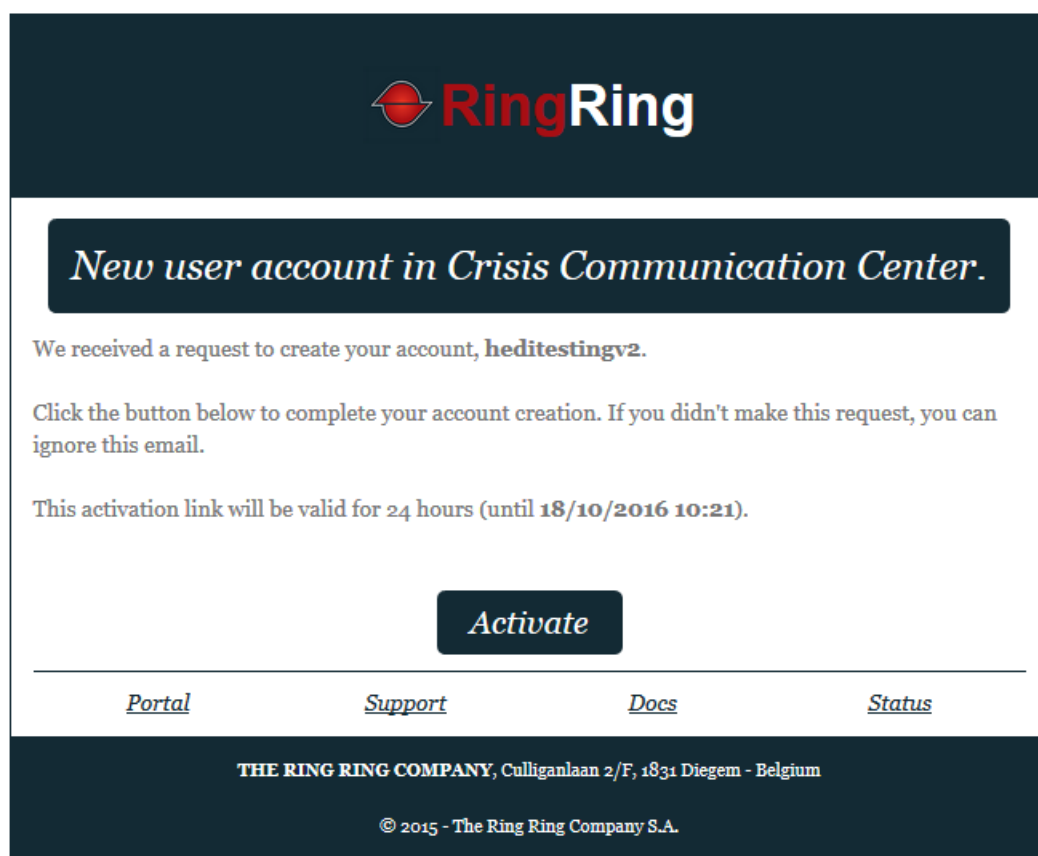 RingRing
New user account in Crisis Communication Center.
We received a request to create your account, heditestingv2.
Click the button below to complete your account creation. If you didn't make this request, you can
ignore this email.
This activation link will be valid for 24 hours (until 18/10/2016 10:21).
Activate
Portal Support Docs Status
THE RING RING COMPANY, Culliganlaan 2/F, 1831 Diegem - Belgium
© 2015 - The Ring Ring Company S.A.